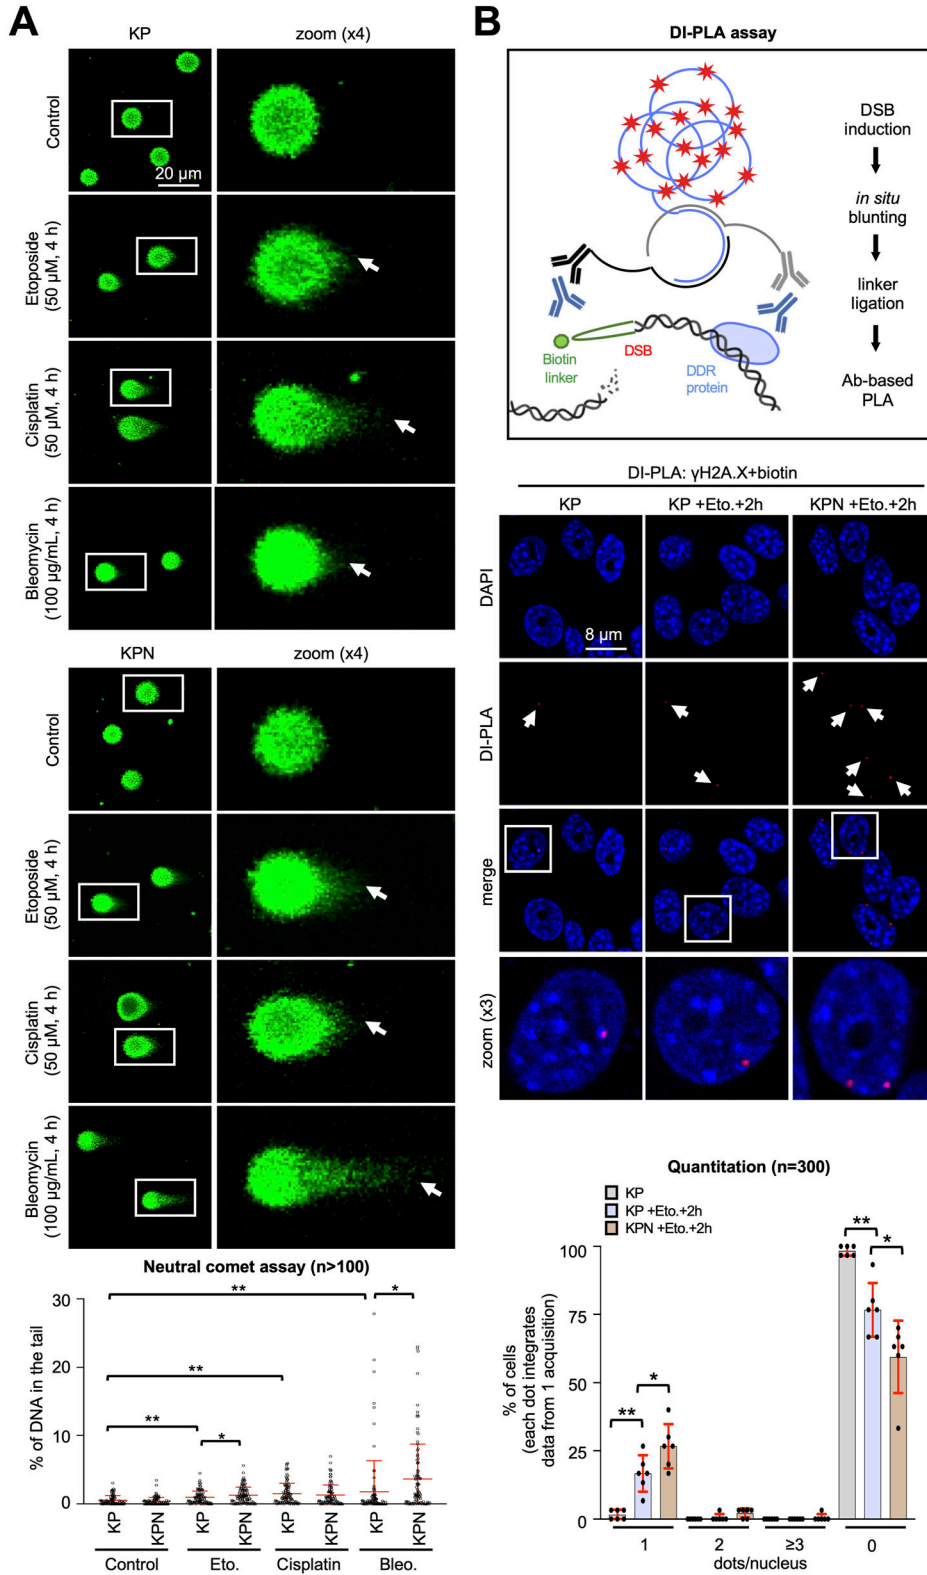 A
KP
zoom (x4)
Control
20 µm
Etoposide
(50 µM, 4 h)
Cisplatin
(50 µM, 4 h)
Bleomycin
(100 µg/mL, 4 h)
KPN
zoom (x4)
Control
Etoposide
(50 µM, 4 h)
Cisplatin
(50 µM, 4 h)
Bleomycin
(100 µg/mL, 4 h)
Neutral comet assay (n>100)
% of DNA in the tail
30
20
10
0
**
*
**
**
*
KP
KPN
KP
KPN
KP
KPN
KP
KPN
Control
Eto.
Cisplatin
Bleo.
B
DI-PLA assay
DSB
induction
in situ
blunting
linker
ligation
Ab-based
PLA
Biotin
linker
DSB
DDR
protein
DI-PLA: γH2A.X+biotin
KP
KP +Eto.+2h
KPN +Eto.+2h
DAPI
8 µm
DI-PLA
merge
zoom (x3)
Quantitation (n=300)
KP
KP +Eto.+2h
KPN +Eto.+2h
% of cells
(each dot integrates
data from 1 acquisition)
100
75
50
25
0
**
*
**
*
1
2
≥3
0
dots/nucleus